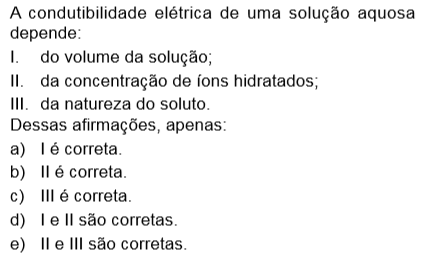 A condutibilidade elétrica de uma solução aquosa
depende:
I. do volume da solução;
II. da concentração de íons hidratados;
III. da natureza do soluto.
Dessas afirmações, apenas:
a) I é correta.
b) II é correta.
c) III é correta.
d) I e II são corretas.
e) II e III são corretas.